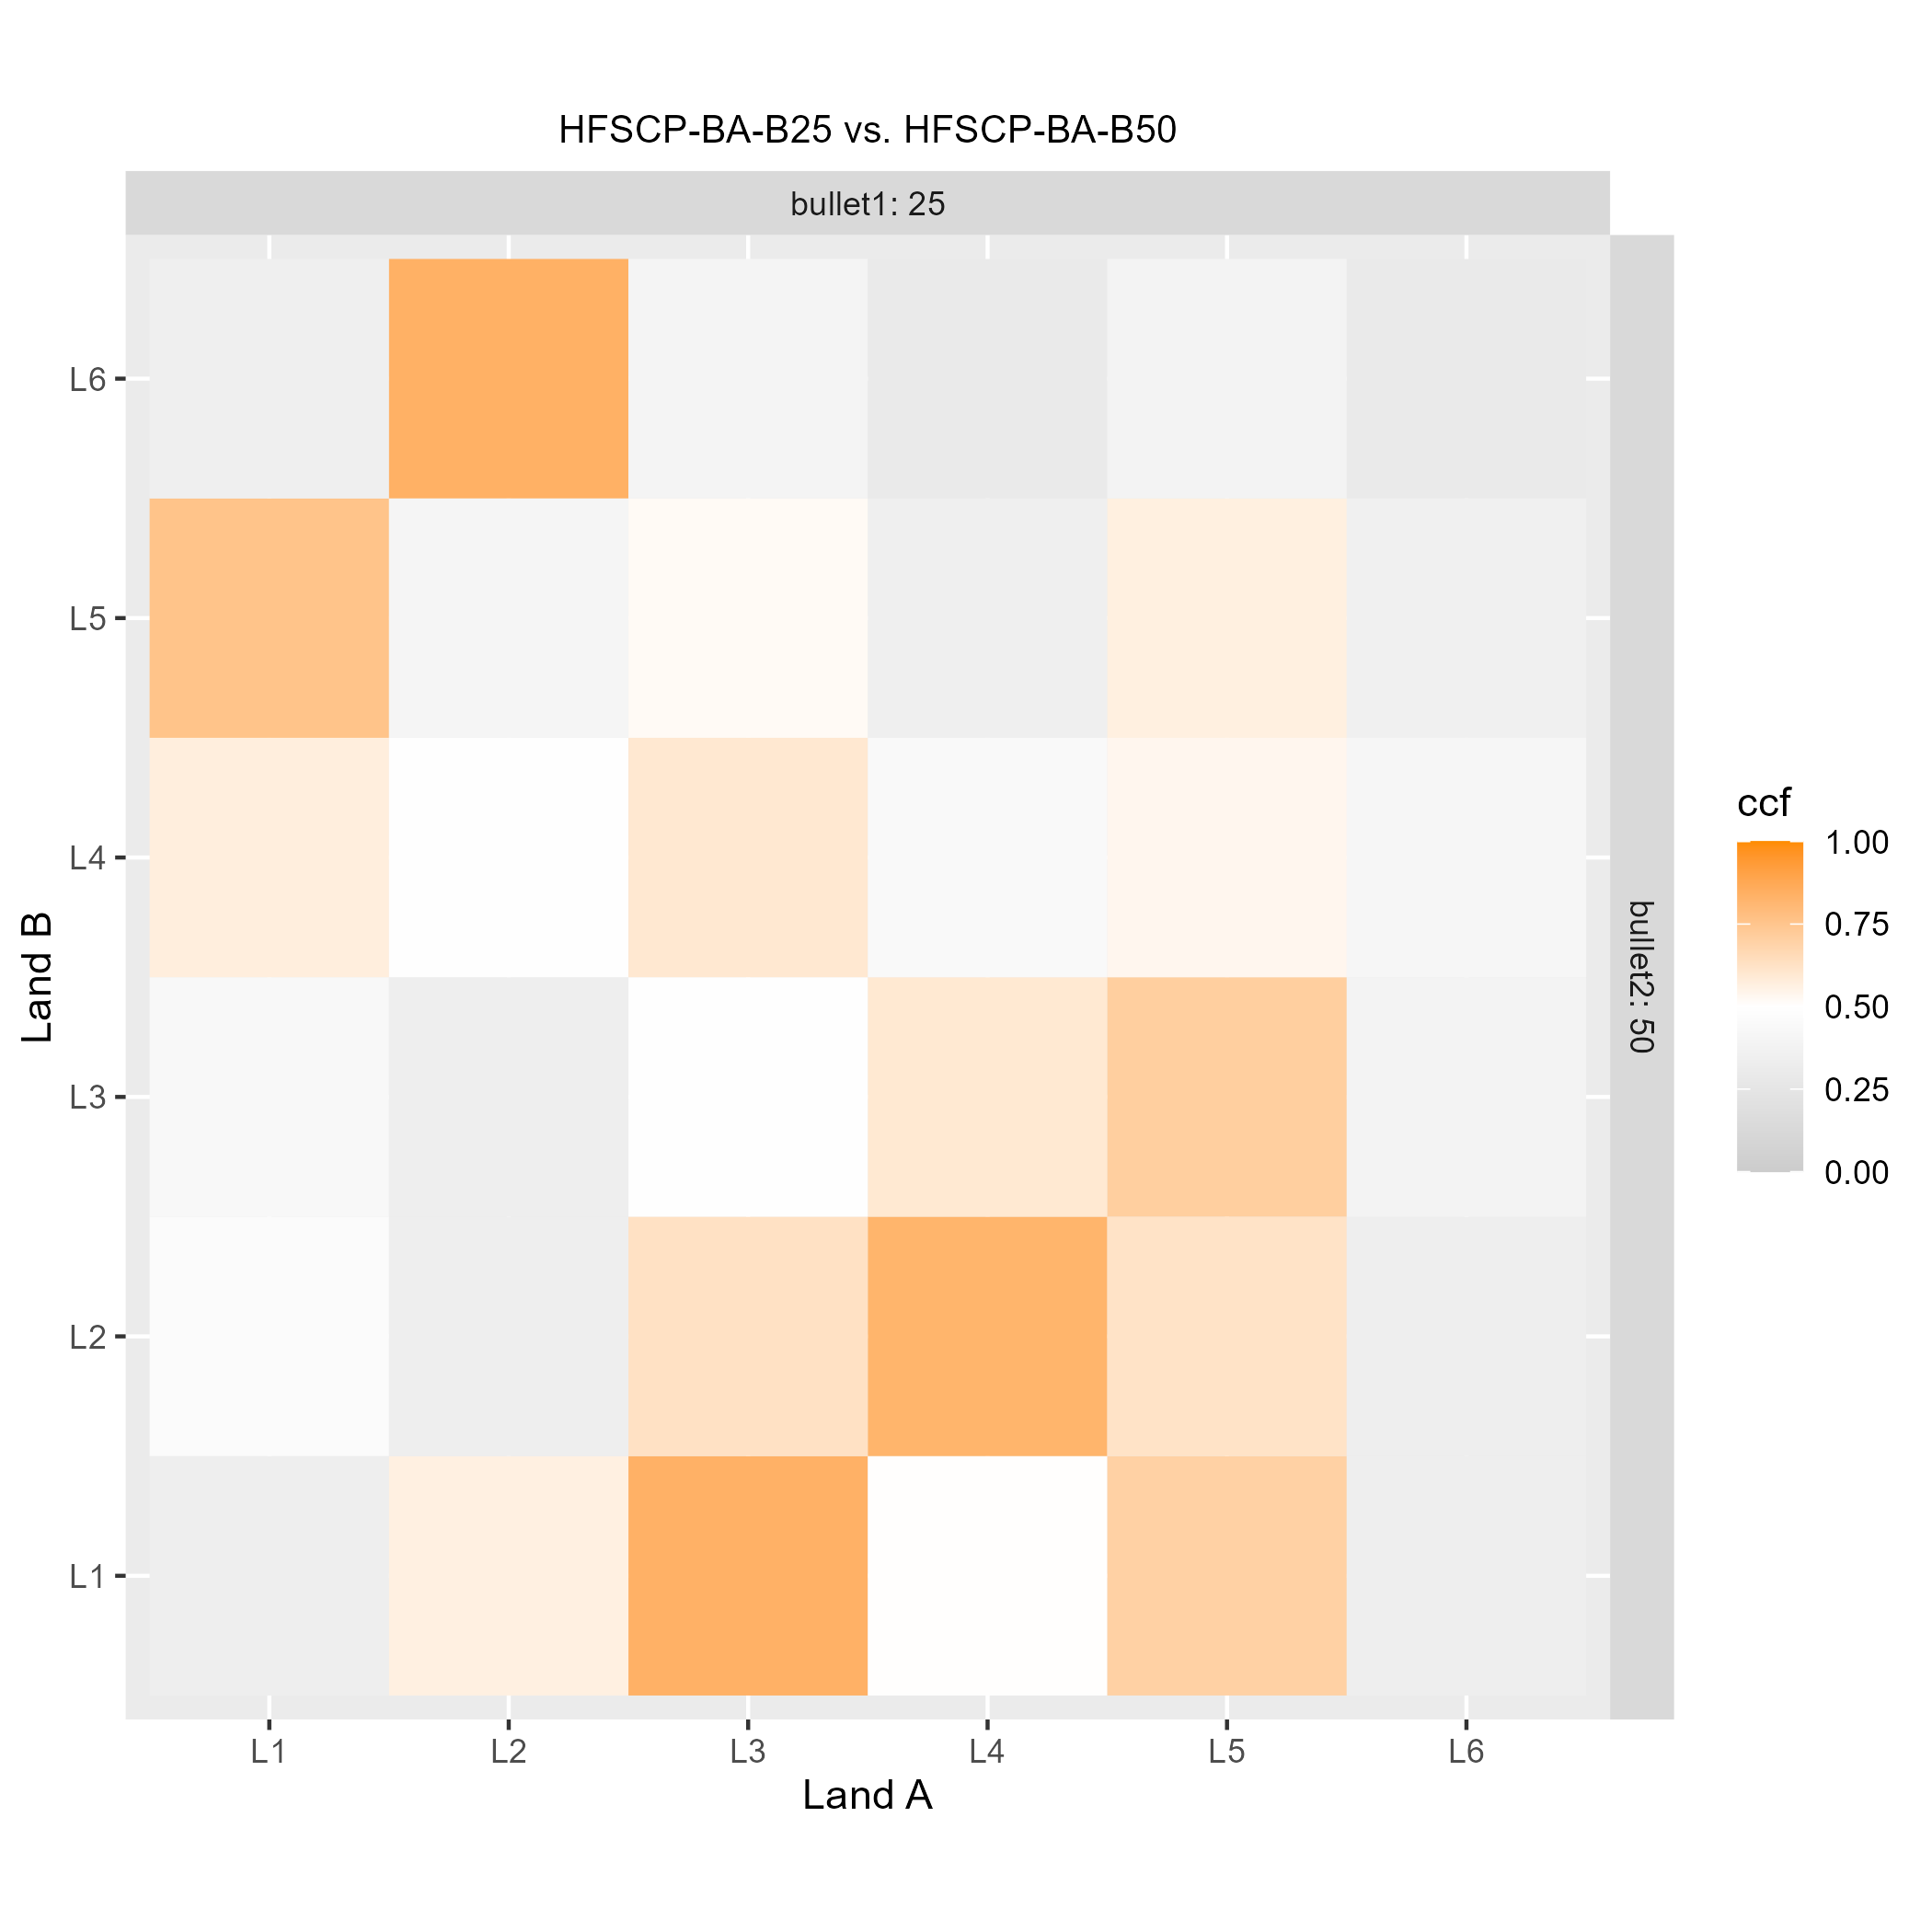 HFSCP-BA-B25 vs. HFSCP-BA-B50
bullet1: 25
bullet2: 50
L6
L5
L4
L3
L2
L1
Land B
L1 L2 L3 L4 L5 L6
Land A
ccf
1.00
0.75
0.50
0.25
0.00